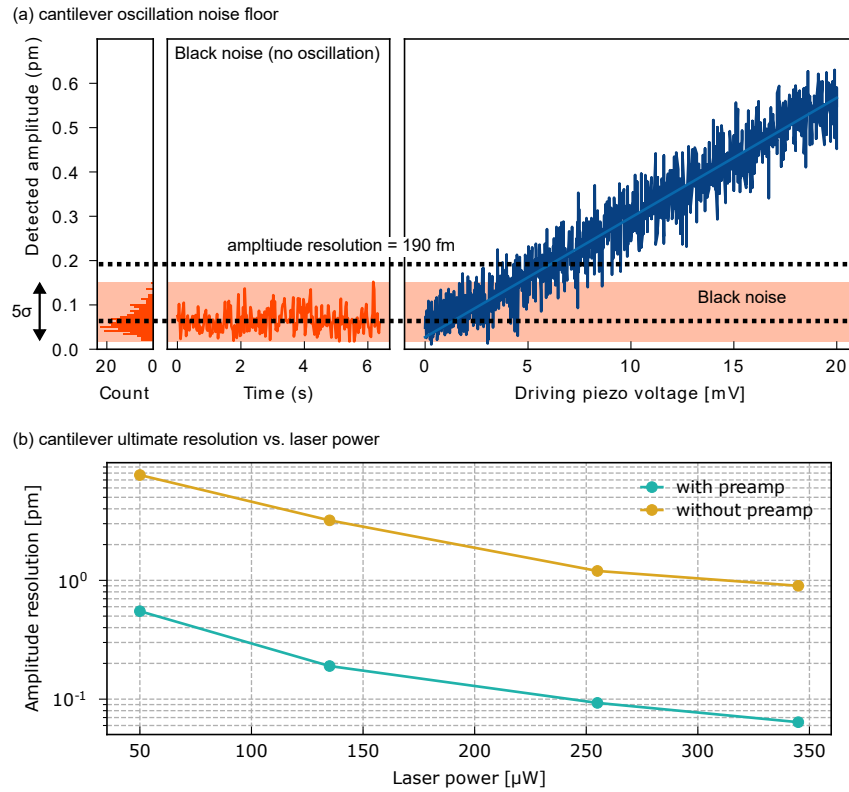 (a) cantilever oscillation noise floor
Detected amplitude (pm)
0.6
0.5
0.4
0.3
0.2
0.1
0.0
5σ
Black noise (no oscillation)
ampltiude resolution = 190 fm
Black noise
20 0
Count
0 2 4 6
Time (s)
0 5 10 15 20
Driving piezo voltage [mV]
(b) cantilever ultimate resolution vs. laser power
Amplitude resolution [pm]
10⁰
10⁻¹
with preamp
without preamp
50 100 150 200 250 300 350
Laser power [μW]